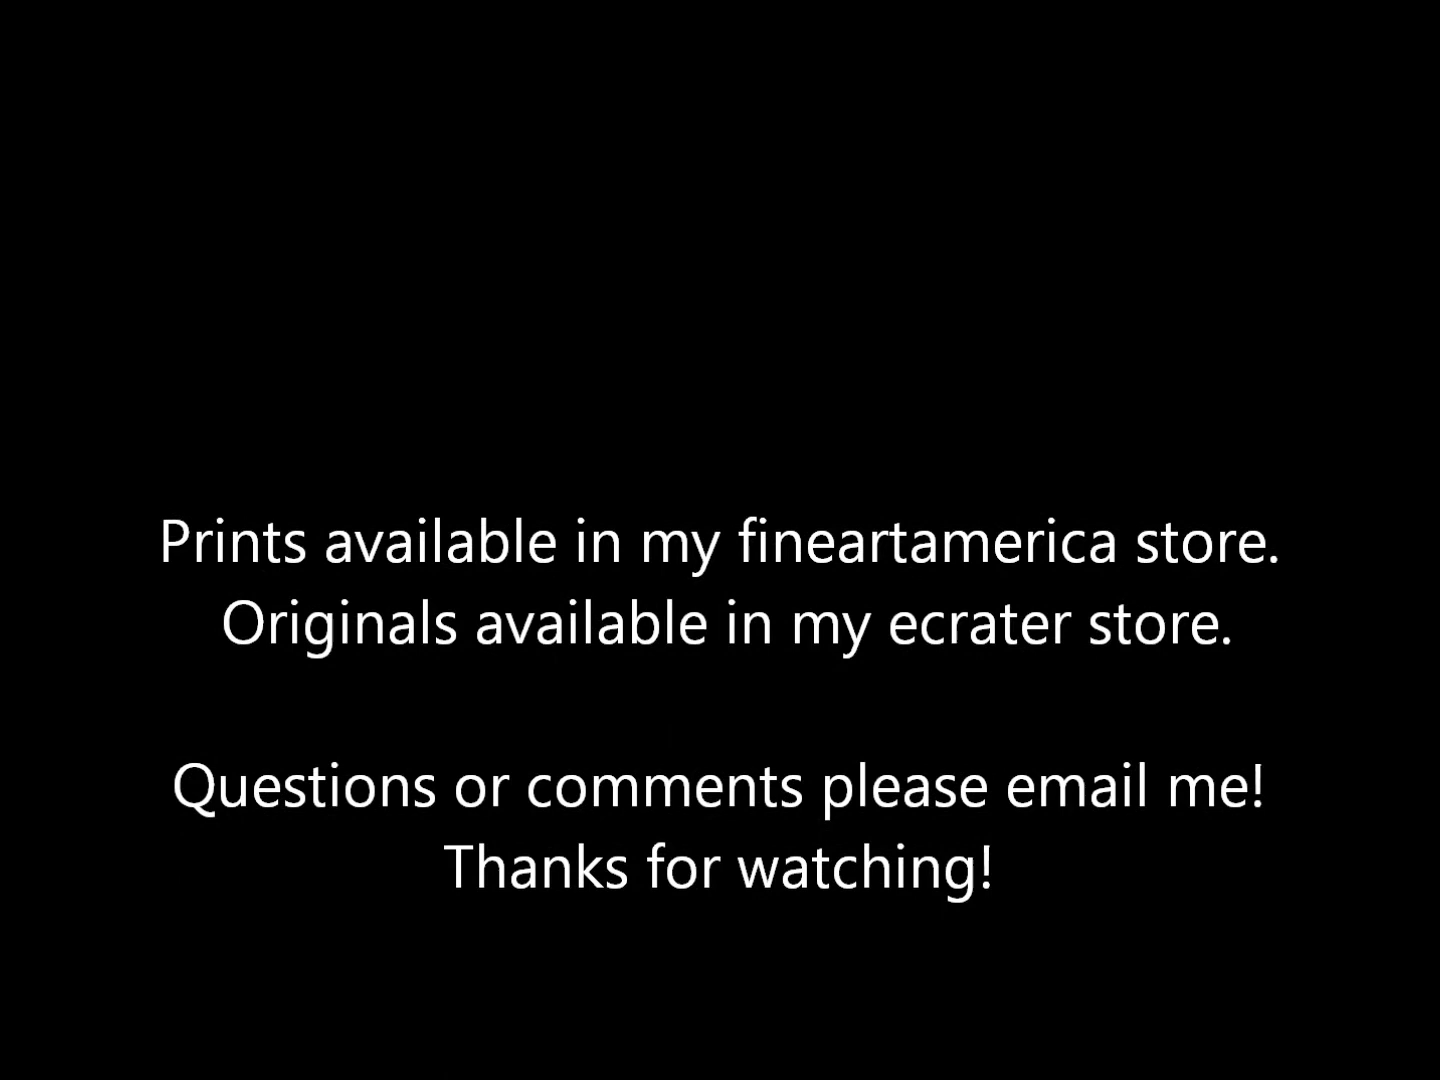 Prints available in my fineartamerica store.
Originals available in my ecrater store.
Questions or comments please email me!
Thanks for watching!